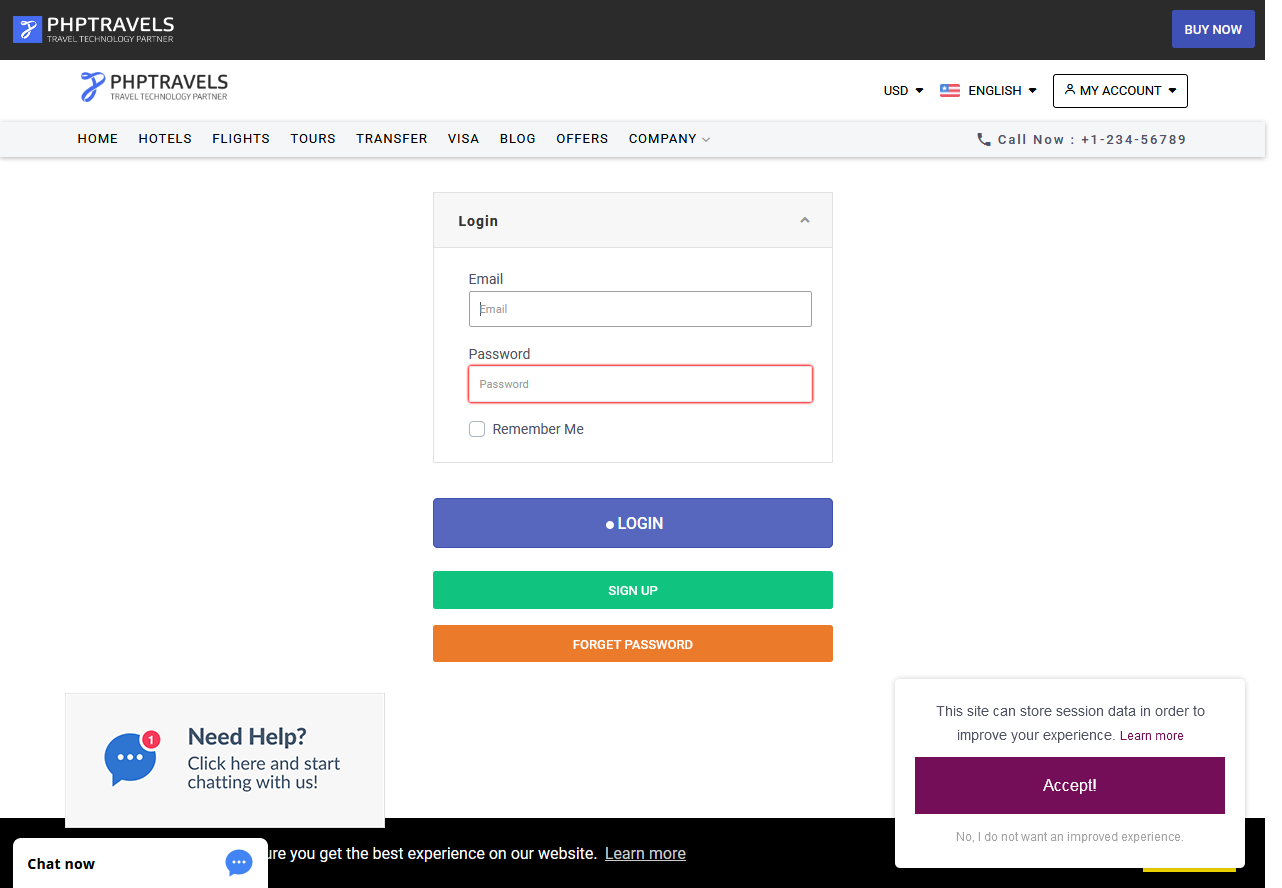 PHPTRAVELS
TRAVEL TECHNOLOGY PARTNER
BUY NOW
PHPTRAVELS
TRAVEL TECHNOLOGY PARTNER
USD
ENGLISH
MY ACCOUNT
HOME HOTELS FLIGHTS TOURS TRANSFER VISA BLOG OFFERS COMPANY
Call Now : +1-234-56789
Login
Email
Email
Password
Password
Remember Me
LOGIN
SIGN UP
FORGET PASSWORD
This site can store session data in order to
improve your experience. Learn more
Accept!
No, I do not want an improved experience.
1
Need Help?
Click here and start
chatting with us!
Chat now
you get the best experience on our website. Learn more